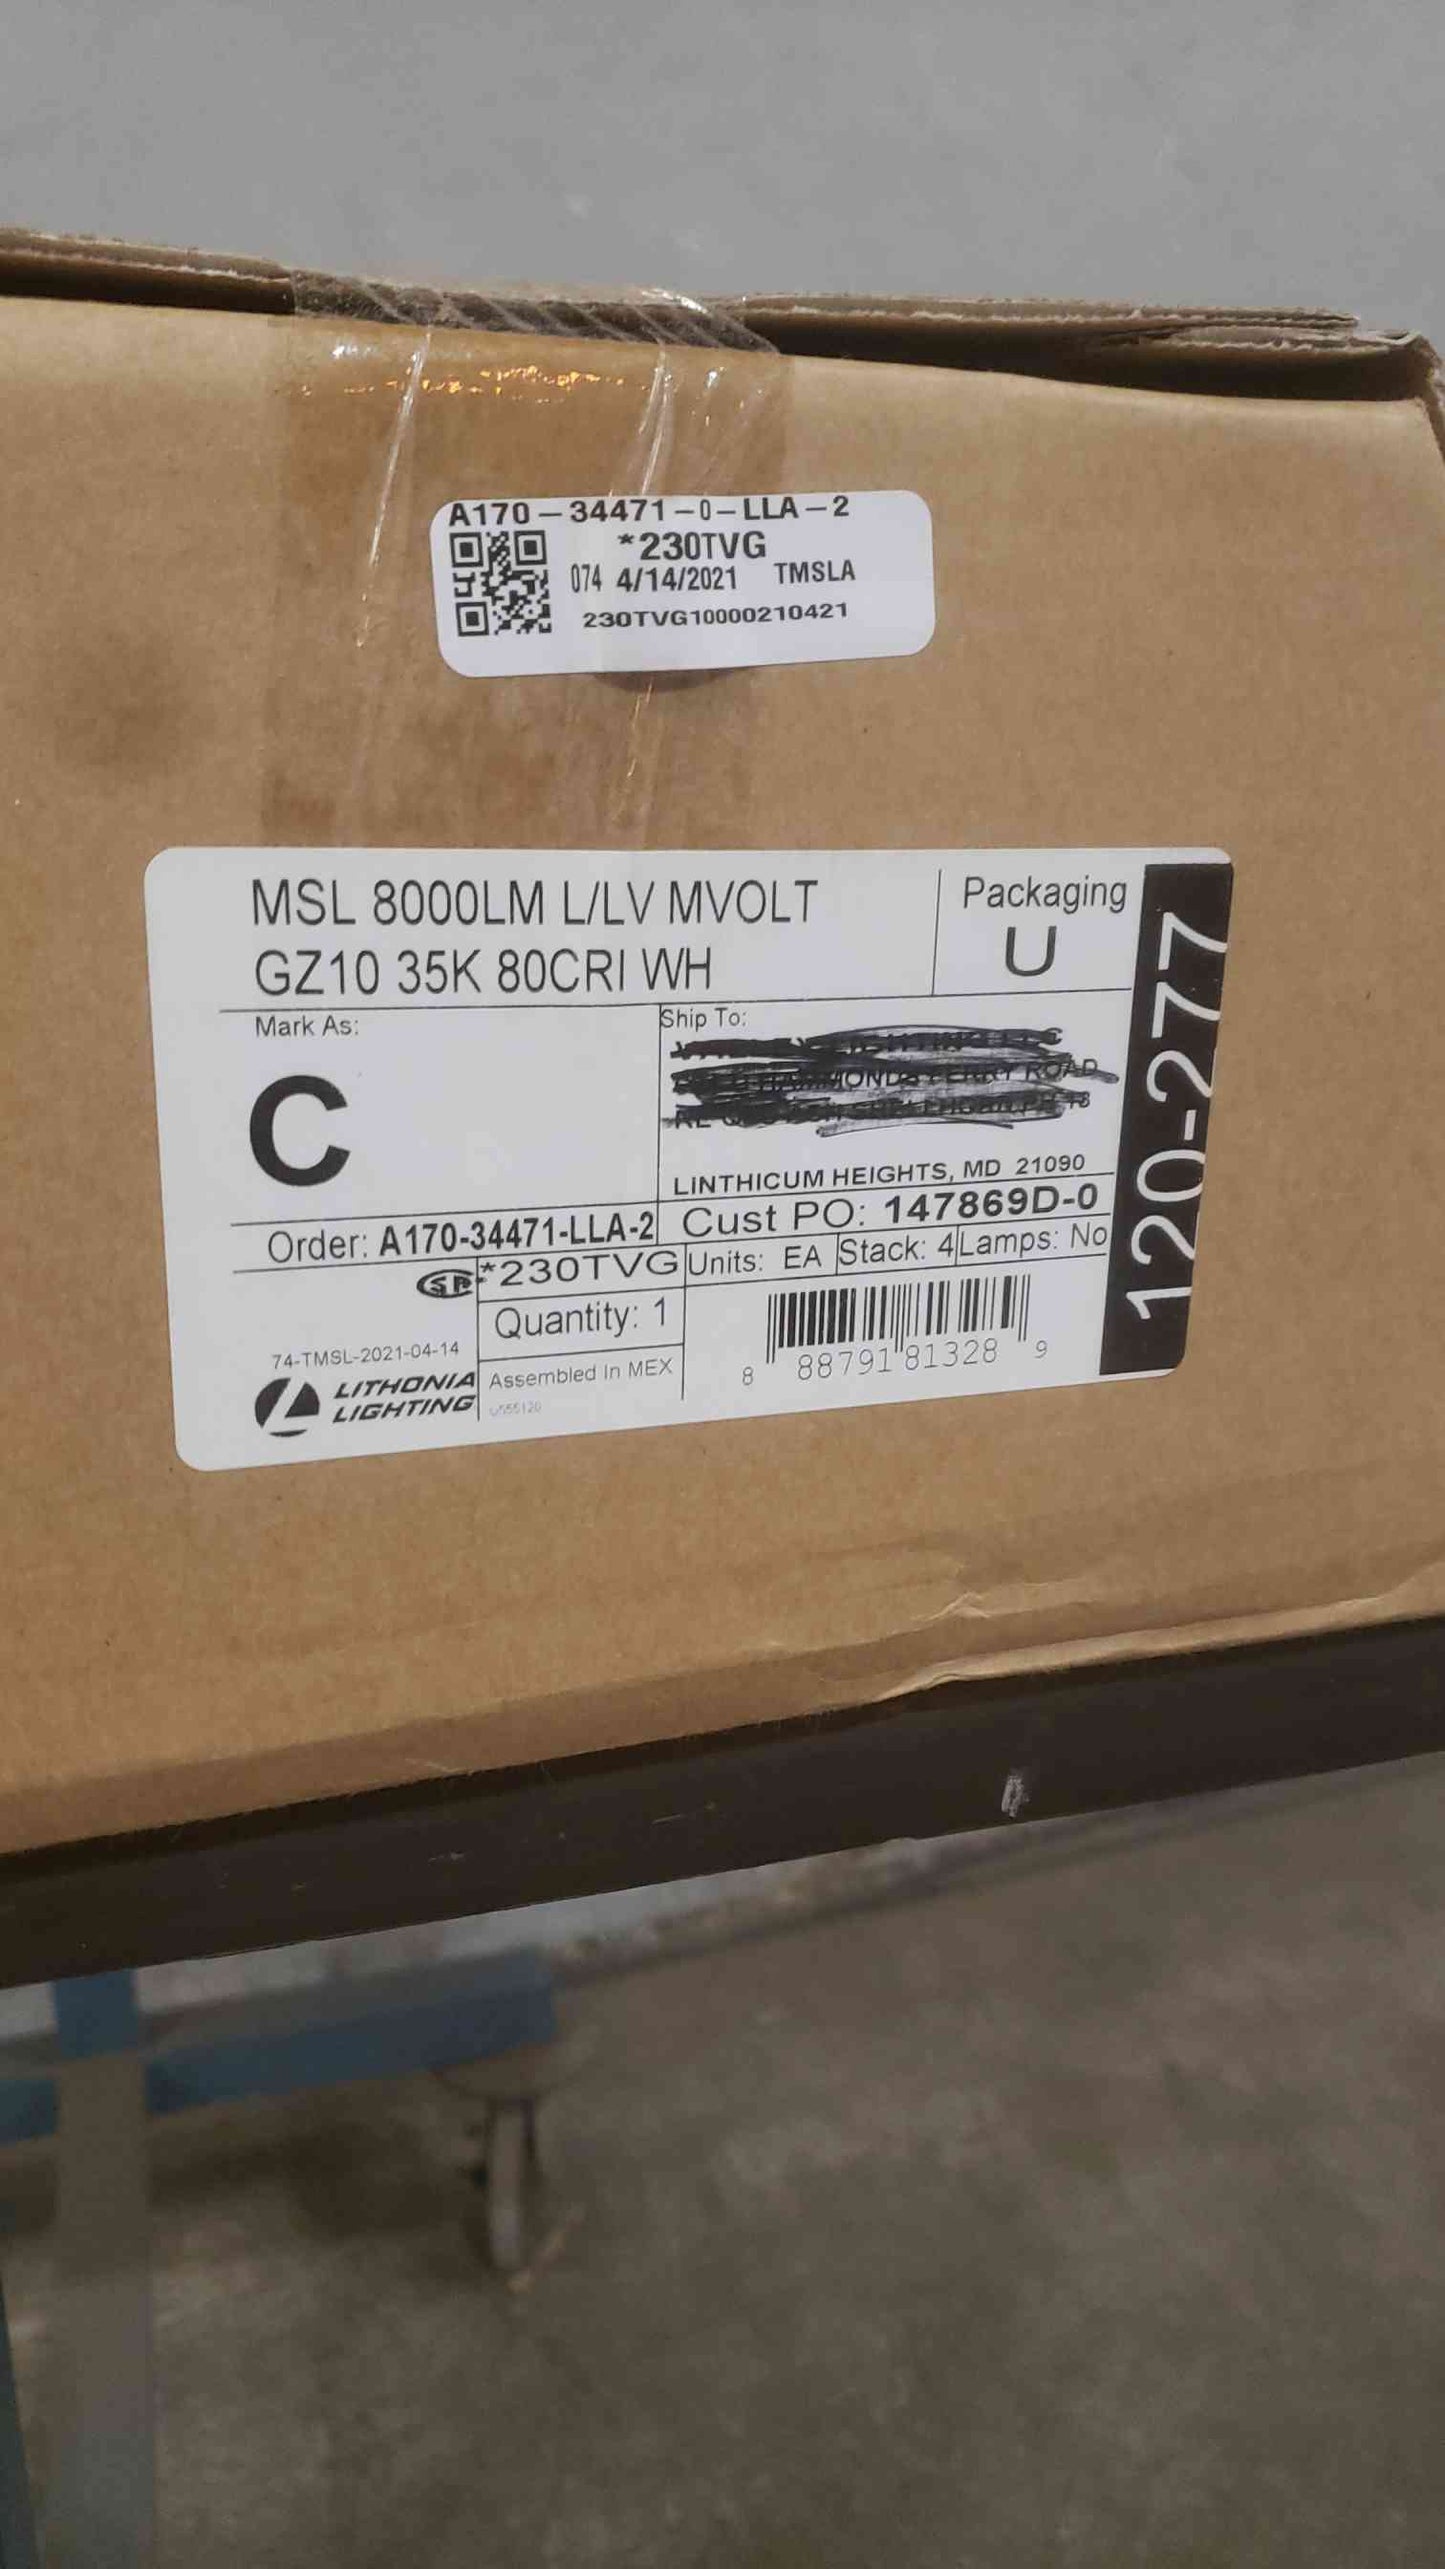 A170-34471-0-LLA-2
*230TVG
074 4/14/2021 TMSLA
230TVG10000210421
MSL 8000LM L/LV MVOLT
GZ10 35K 80CRI WH
Packaging
U
120-277
Mark As:
C
Ship To:
ROAD
LINTHICUM HEIGHTS, MD 21090
Order: A170-34471-LLA-2
Cust PO: 147869D-0
*230TVG
Units: EA
Stack: 4
Lamps: No
Quantity: 1
74-TMSL-2021-04-14
LITHONIA
LIGHTING
Assembled In MEX
8 88791 81328 9